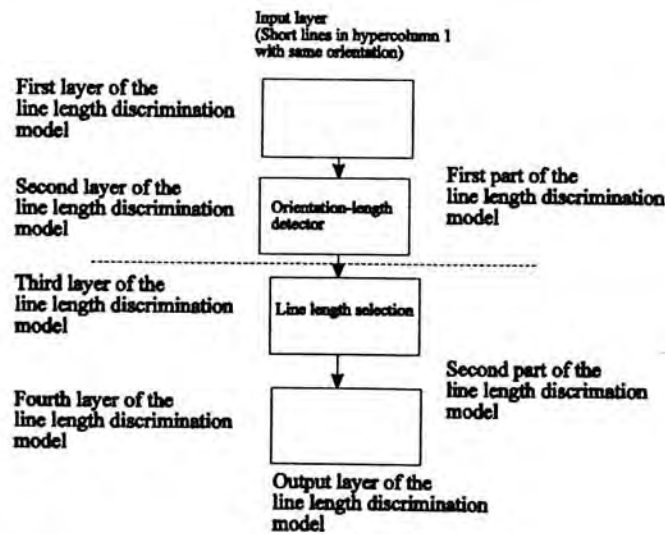 Input layer
(Short lines in hypercolumn 1
with same orientation)
First layer of the
line length discrimination
model
Second layer of the
line length discrimination
model
Orientation-length
detector
First part of the
line length discrimination
model
Third layer of the
line length discrimination
model
Line length selection
Second part of the
line length discrimation
model
Fourth layer of the
line length discrimination
model
Output layer of the
line length discrimination
model